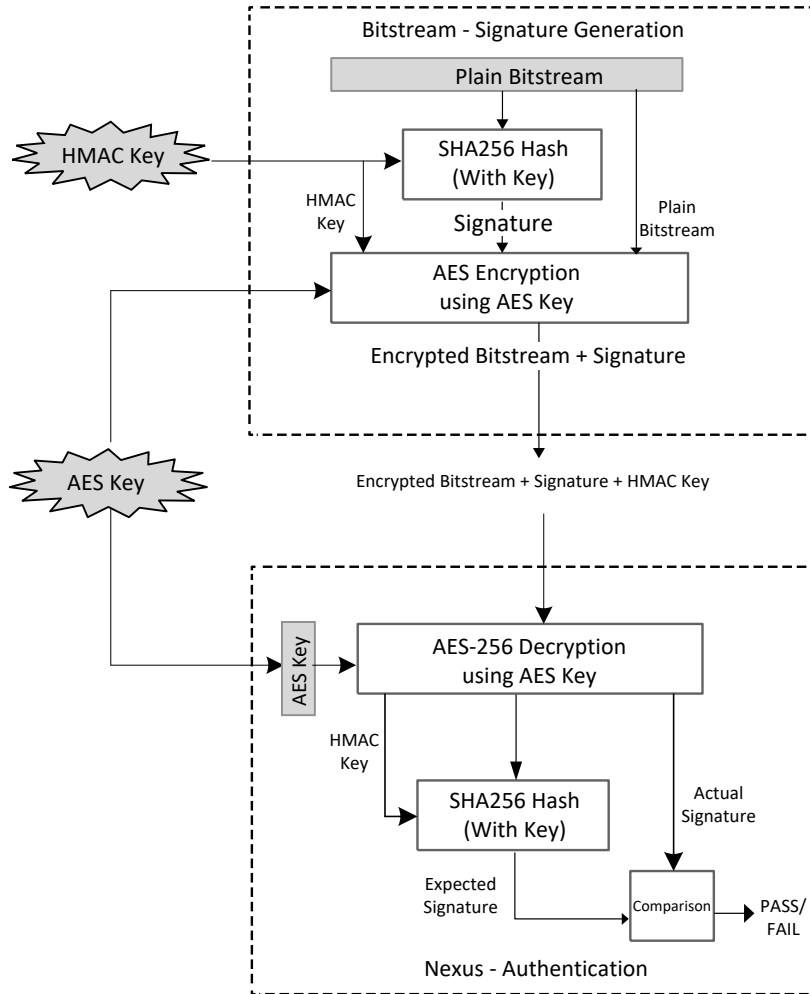 Bitstream - Signature Generation
Plain Bitstream
HMAC Key
SHA256 Hash
(With Key)
HMAC
Key
Signature
Plain
Bitstream
AES Encryption
using AES Key
Encrypted Bitstream + Signature
AES Key
Encrypted Bitstream + Signature + HMAC Key
AES Key
AES-256 Decryption
using AES Key
HMAC
Key
SHA256 Hash
(With Key)
Actual
Signature
Expected
Signature
Comparison
PASS/
FAIL
Nexus - Authentication